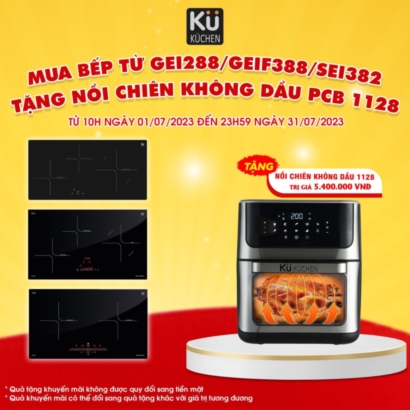 KÜ
KÜCHEN
MUA BẾP TỪ GEI288/GEIF388/SEI382
TẶNG NỒI CHIÊN KHÔNG DẦU PCB 1128
TỪ 10H NGÀY 01/07/2023 ĐẾN 23H59 NGÀY 31/07/2023
TẶNG
NỒI CHIÊN KHÔNG DẦU 1128
TRỊ GIÁ 5.400.000 VNĐ
200
KÜ KÜCHEN
* Quà tặng khuyến mãi không được quy đổi sang tiền mặt
* Quà khuyến mãi có thể đổi sang quà tặng khác với giá trị tương đương